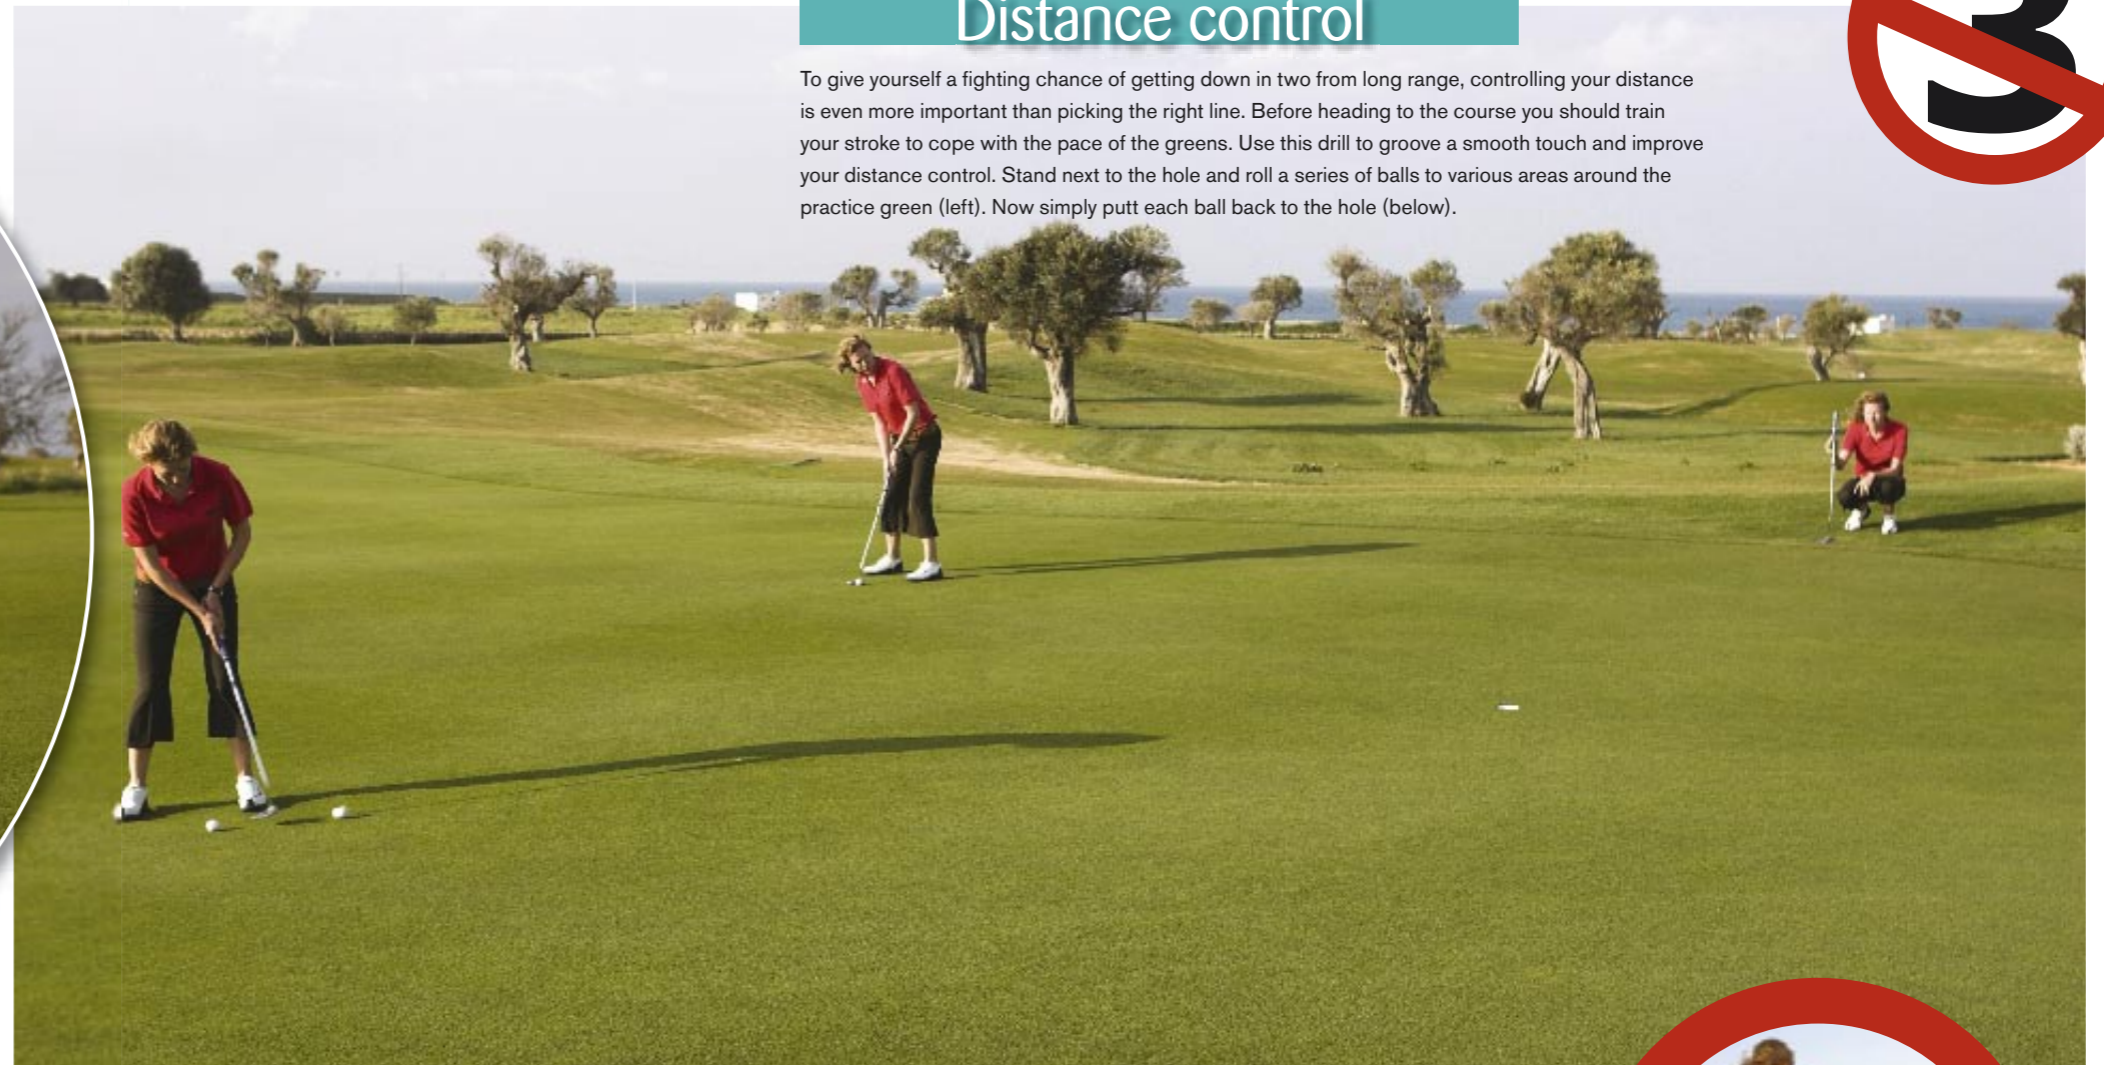 Distance control
3
To give yourself a fighting chance of getting down in two from long range, controlling your distance
is even more important than picking the right line. Before heading to the course you should train
your stroke to cope with the pace of the greens. Use this drill to groove a smooth touch and improve
your distance control. Stand next to the hole and roll a series of balls to various areas around the
practice green (left). Now simply putt each ball back to the hole (below).